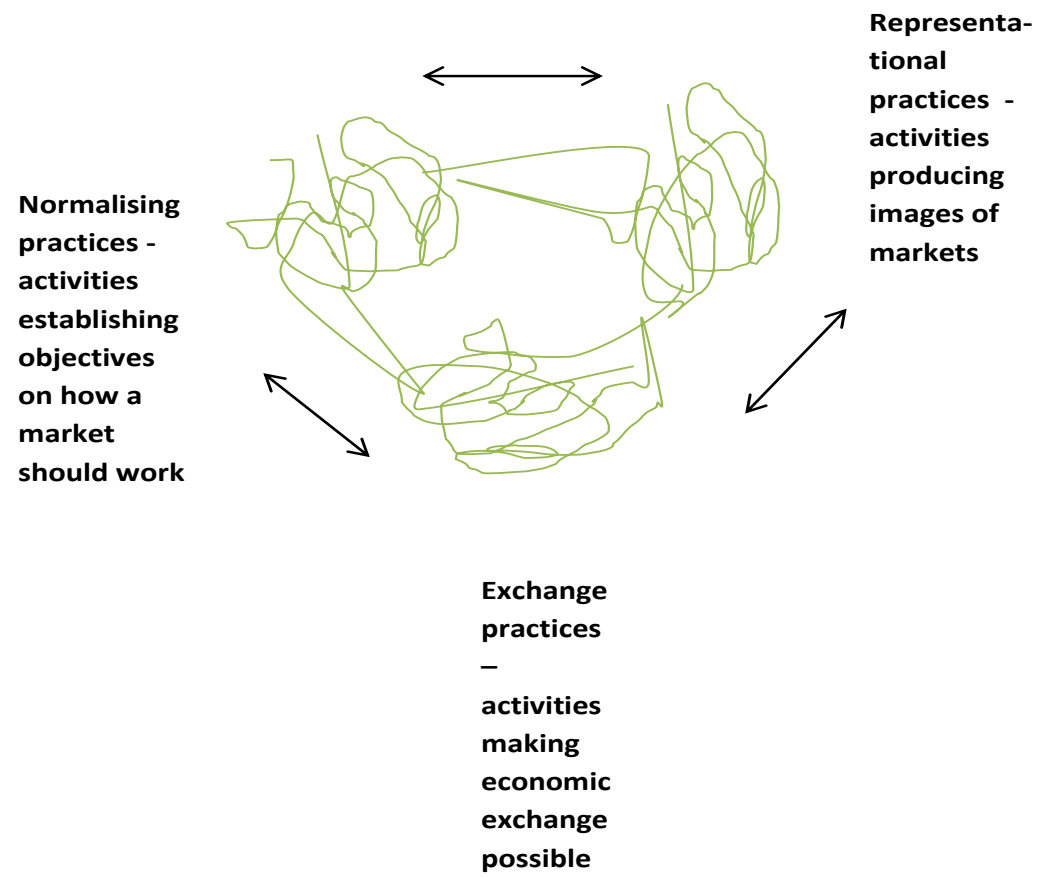 Normalising
practices -
activities
establishing
objectives
on how a
market
should work
Representa-
tional
practices -
activities
producing
images of
markets
Exchange
practices
–
activities
making
economic
exchange
possible